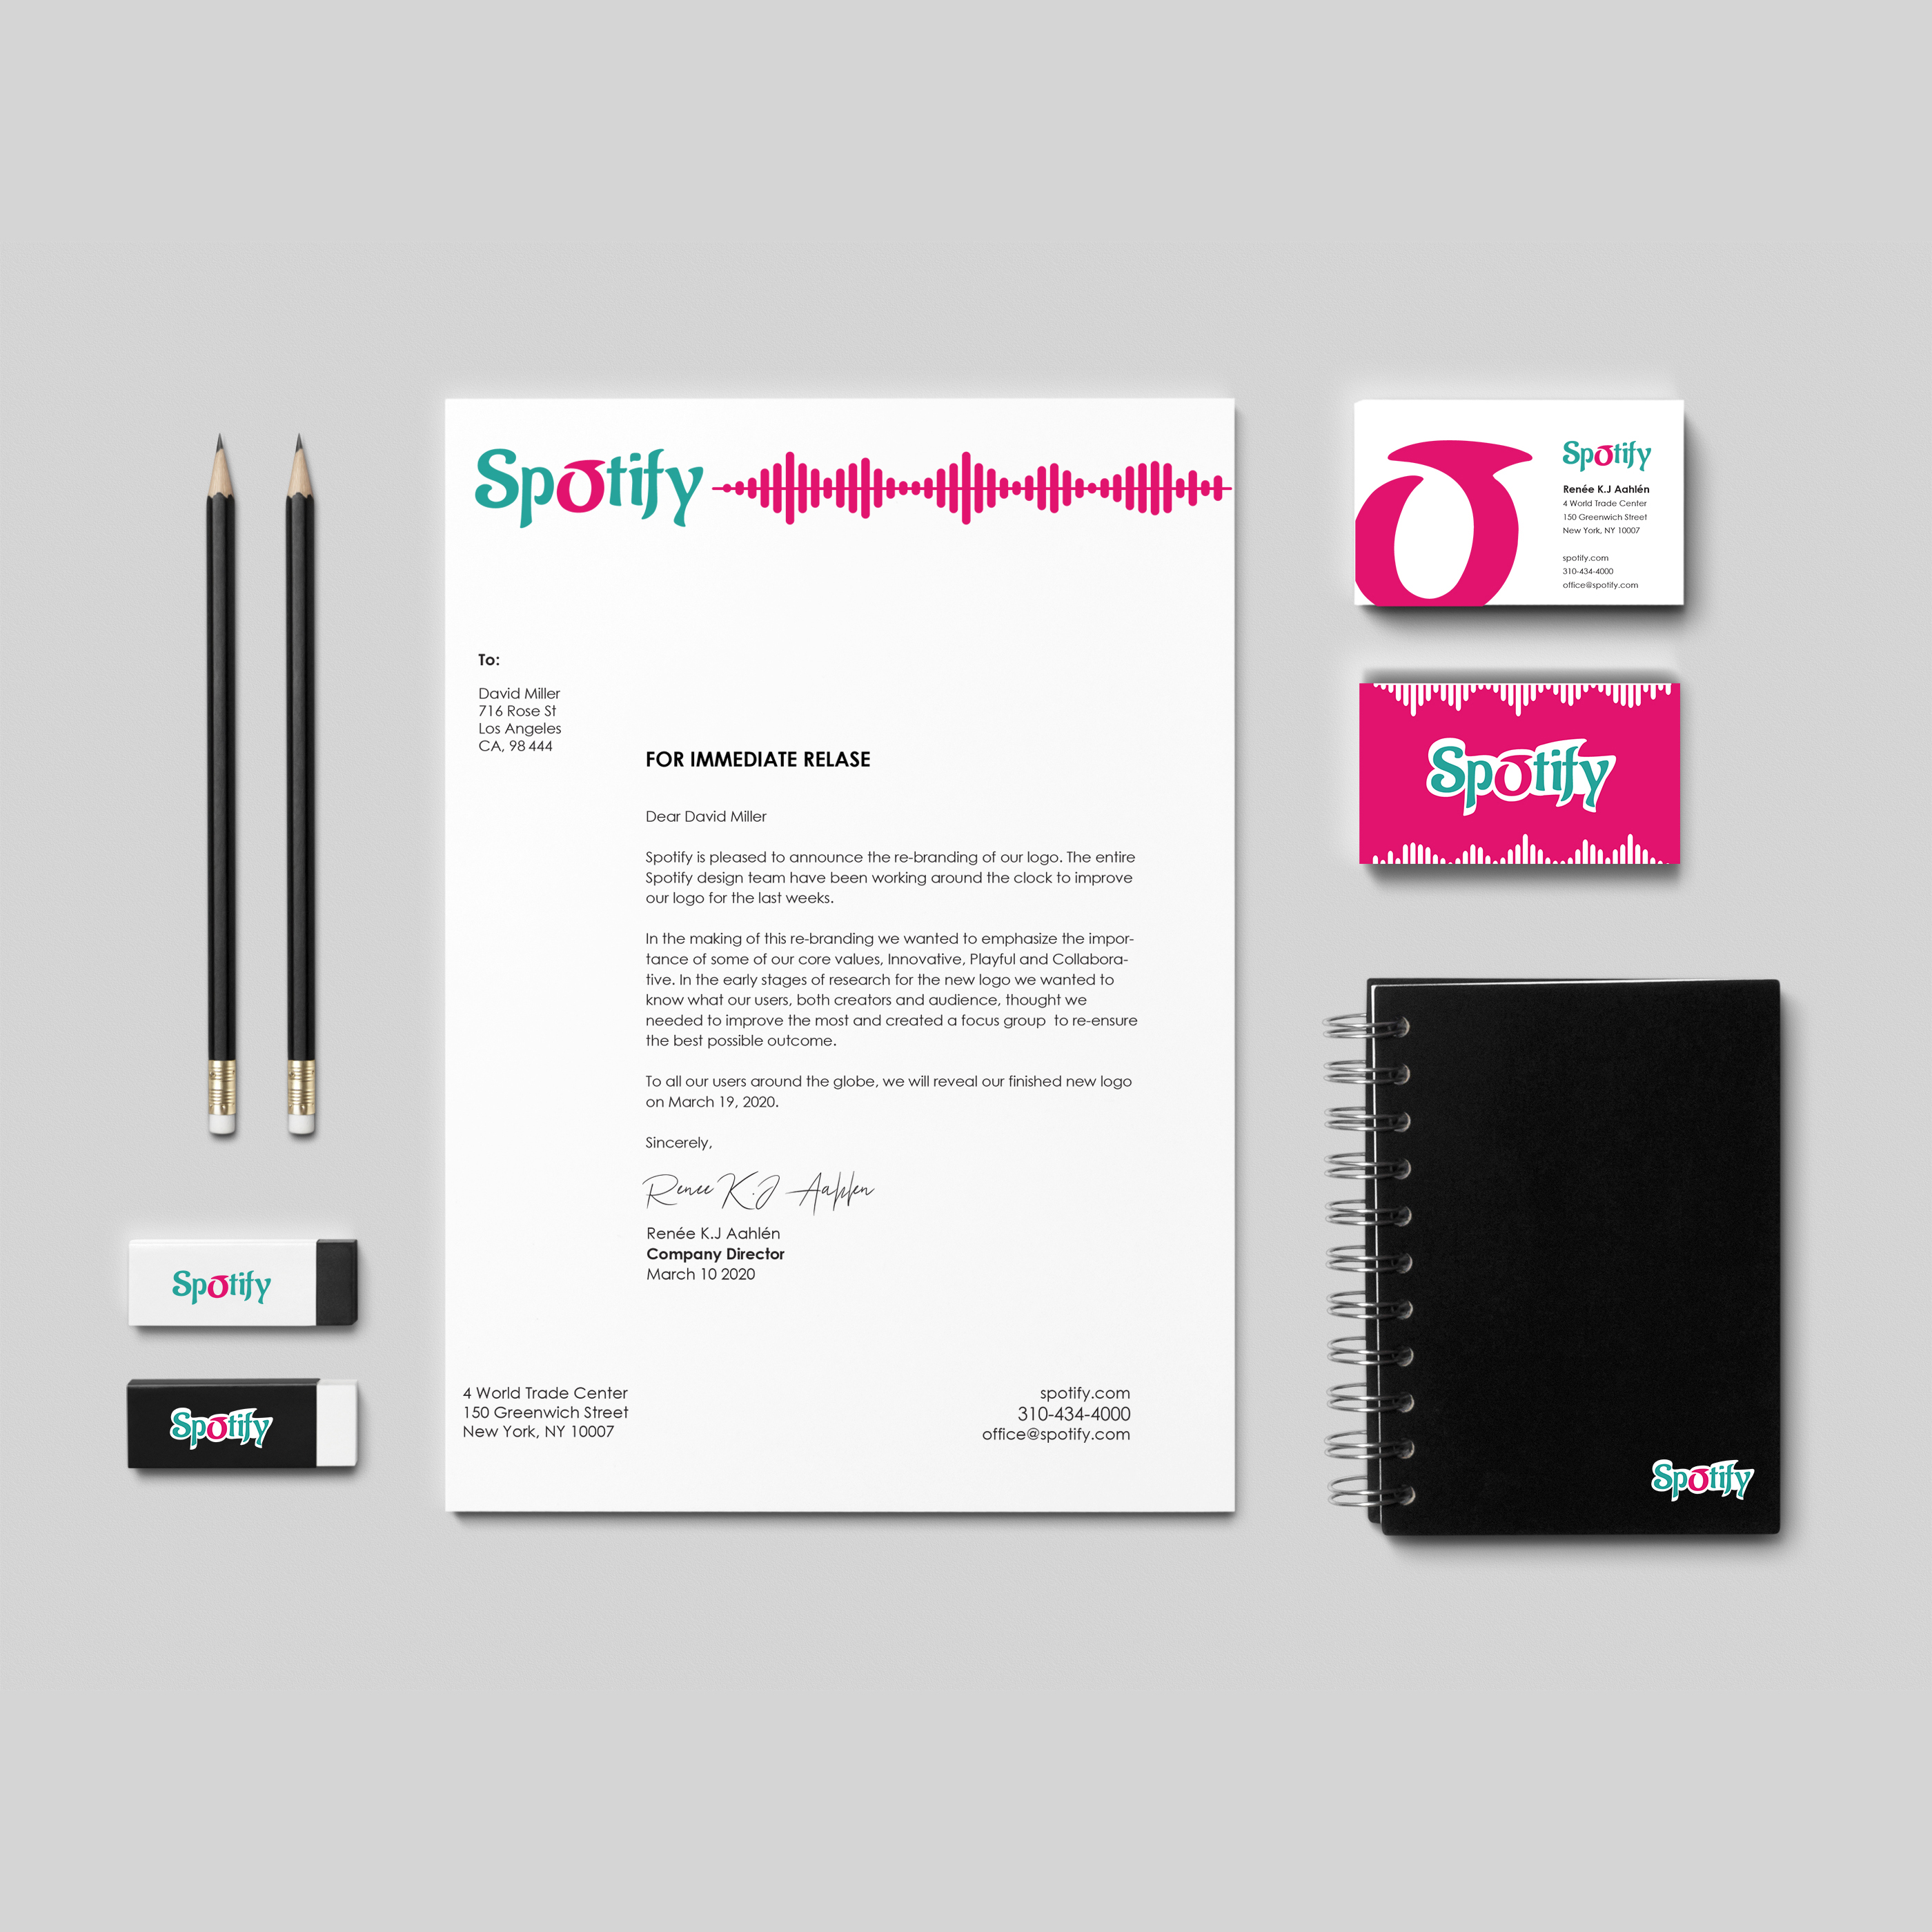 Spotify
To:
David Miller
716 Rose St
Los Angeles
CA, 98 444
FOR IMMEDIATE RELASE
Dear David Miller
Spotify is pleased to announce the re-branding of our logo. The entire
Spotify design team have been working around the clock to improve
our logo for the last weeks.
In the making of this re-branding we wanted to emphasize the impor-
tance of some of our core values, Innovative, Playful and Collabora-
tive. In the early stages of research for the new logo we wanted to
know what our users, both creators and audience, thought we
needed to improve the most and created a focus group  to re-ensure
the best possible outcome.
To all our users around the globe, we will reveal our finished new logo
on March 19, 2020.
Sincerely,
Renee K.J Aahlen
Renée K.J Aahlén
Company Director
March 10 2020
4 World Trade Center
150 Greenwich Street
New York, NY 10007
spotify.com
310-434-4000
office@spotify.com
Spotify
Renée K.J Aahlén
4 World Trade Center
150 Greenwich Street
New York, NY 10007
spotify.com
310-434-4000
office@spotify.com
Spotify
Spotify
Spotify
Spotify